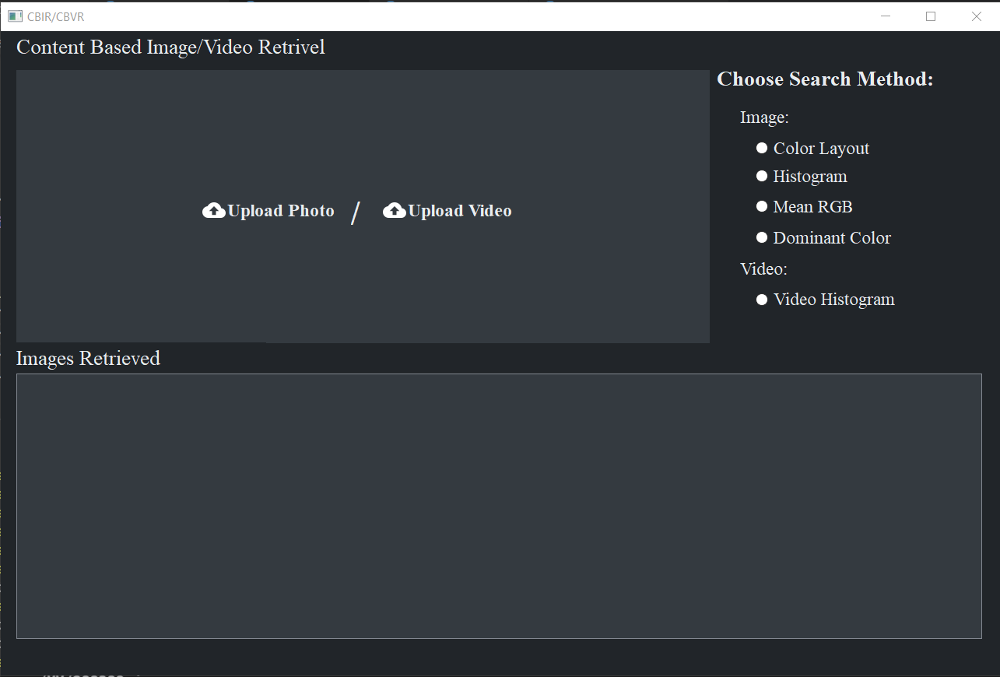 CBIR/CBVR
Content Based Image/Video Retrivel
Choose Search Method:
Image:
Color Layout
Histogram
Mean RGB
Dominant Color
Video:
Video Histogram
Upload Photo / Upload Video
Images Retrieved